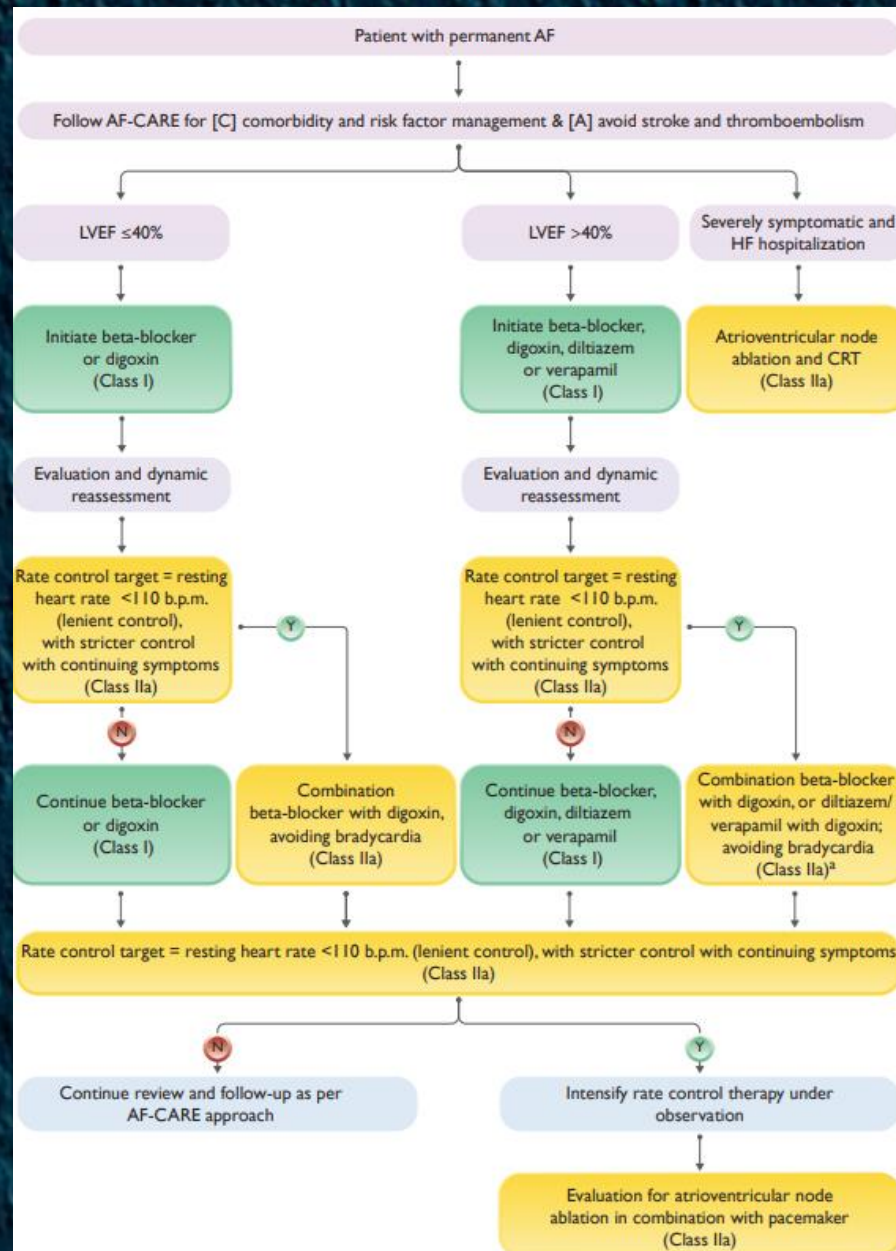 Patient with permanent AF
Follow AF-CARE for [C] comorbidity and risk factor management & [A] avoid stroke and thromboembolism
LVEF ≤40%
LVEF >40%
Severely symptomatic and
HF hospitalization
Initiate beta-blocker
or digoxin
(Class I)
Initiate beta-blocker,
digoxin, diltiazem
or verapamil
(Class I)
Atrioventricular node
ablation and CRT
(Class IIa)
Evaluation and dynamic
reassessment
Evaluation and dynamic
reassessment
Rate control target = resting
heart rate <110 b.p.m.
(lenient control),
with stricter control
with continuing symptoms
(Class IIa)
Y
Rate control target = resting
heart rate <110 b.p.m.
(lenient control),
with stricter control
with continuing symptoms
(Class IIa)
Y
N
N
Continue beta-blocker
or digoxin
(Class I)
Combination
beta-blocker with digoxin,
avoiding bradycardia
(Class IIa)
Continue beta-blocker,
digoxin, diltiazem
or verapamil
(Class I)
Combination beta-blocker
with digoxin, or diltiazem/
verapamil with digoxin;
avoiding bradycardia
(Class IIa)ᵃ
Rate control target = resting heart rate <110 b.p.m. (lenient control), with stricter control with continuing symptoms
(Class IIa)
N
Y
Continue review and follow-up as per
AF-CARE approach
Intensify rate control therapy under
observation
Evaluation for atrioventricular node
ablation in combination with pacemaker
(Class IIa)